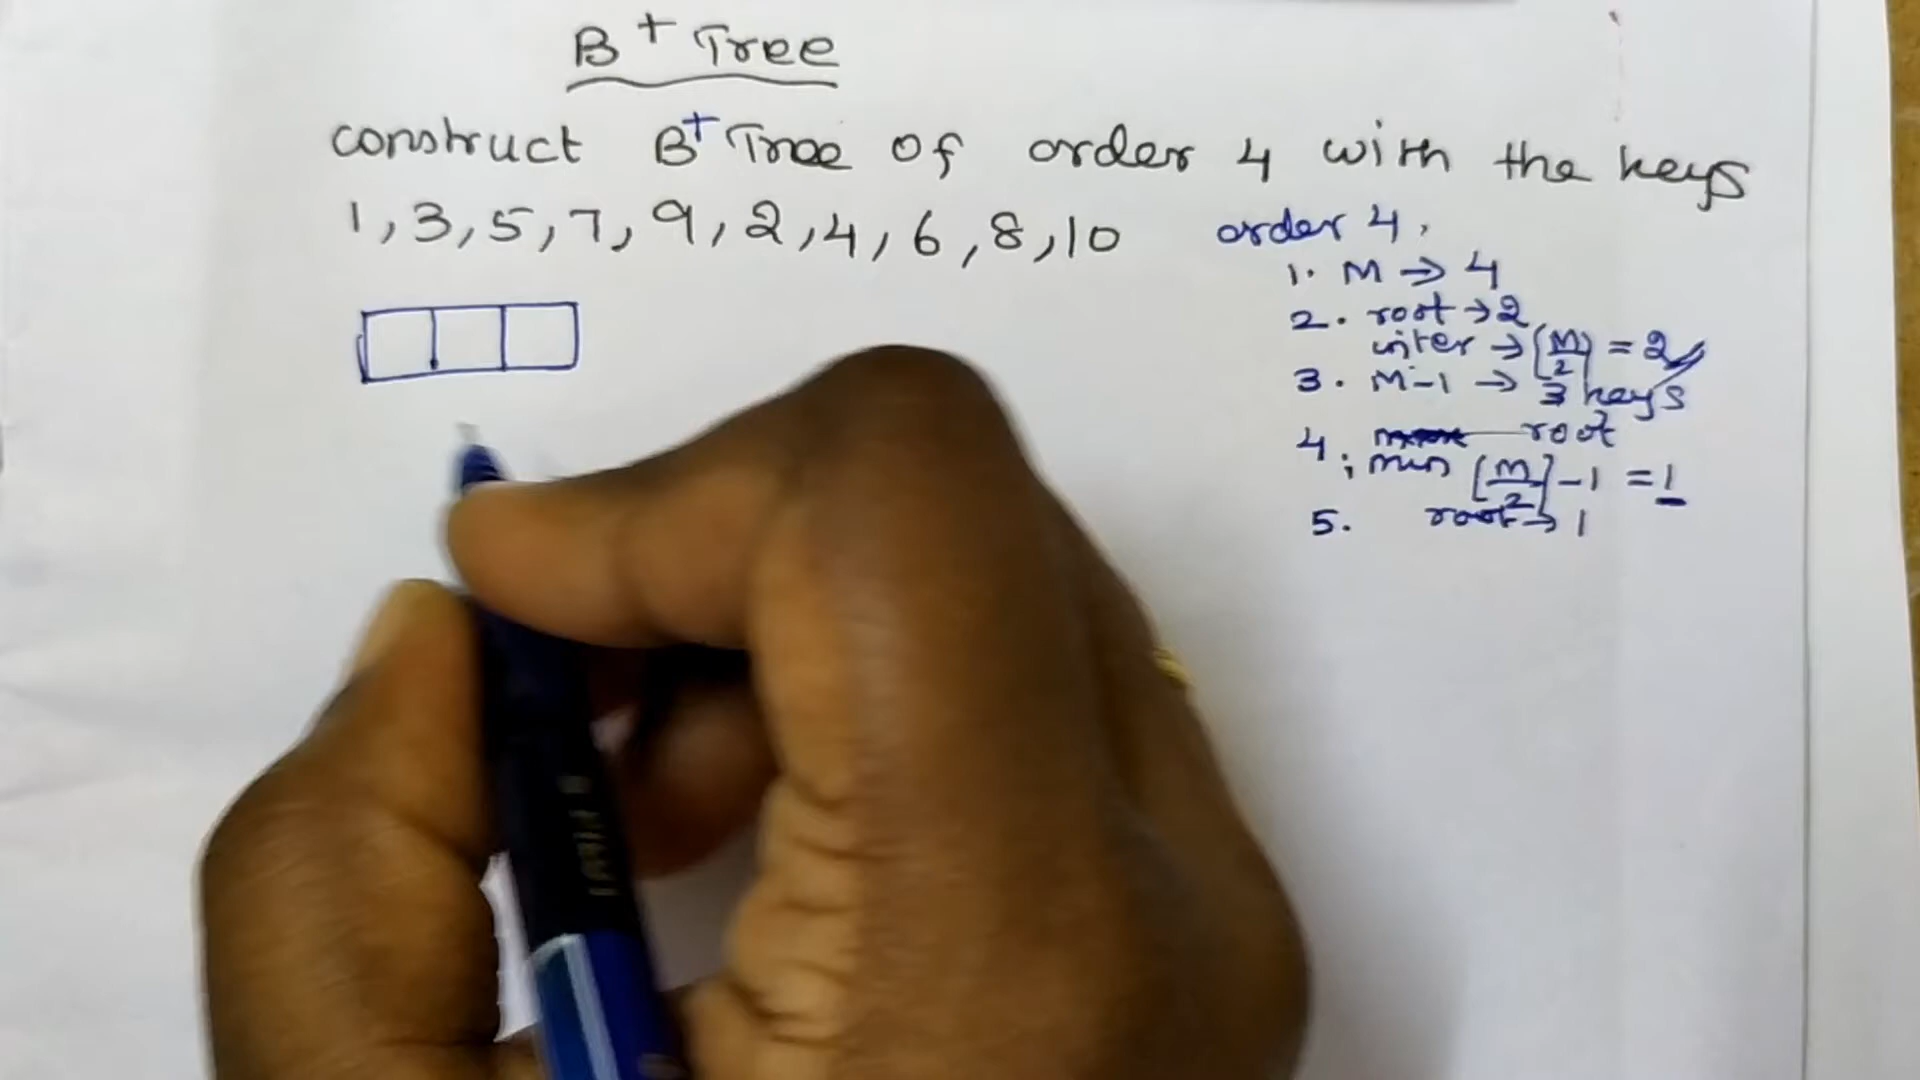 B+ Tree
construct B+ Tree of order 4 with the keys
1, 3, 5, 7, 9, 2, 4, 6, 8, 10
order 4,
1. M → 4
2. root → 2
inter → [M/2] = 2
3. M-1 → 3 keys
4. root
min [M/2] - 1 = 1
5. root → 1